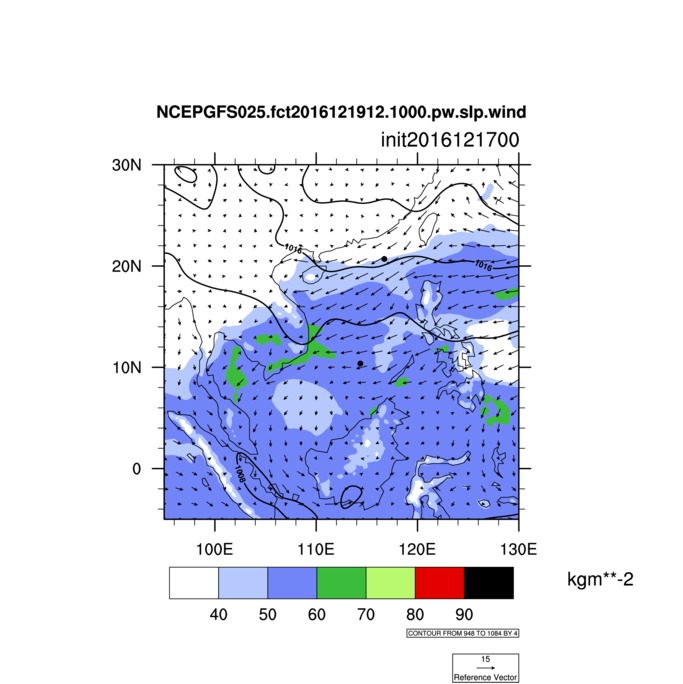 NCEPGFS025.fct2016121912.1000.pw.slp.wind
init2016121700
30N
20N
10N
0
1016
1016
1008
100E
110E
120E
130E
kgm**-2
40
50
60
70
80
90
CONTOUR FROM 948 TO 1084 BY 4
15
Reference Vector